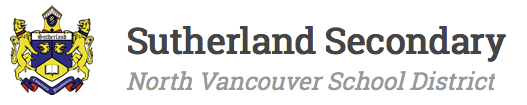 Sutherland Secondary
North Vancouver School District
Sutherland